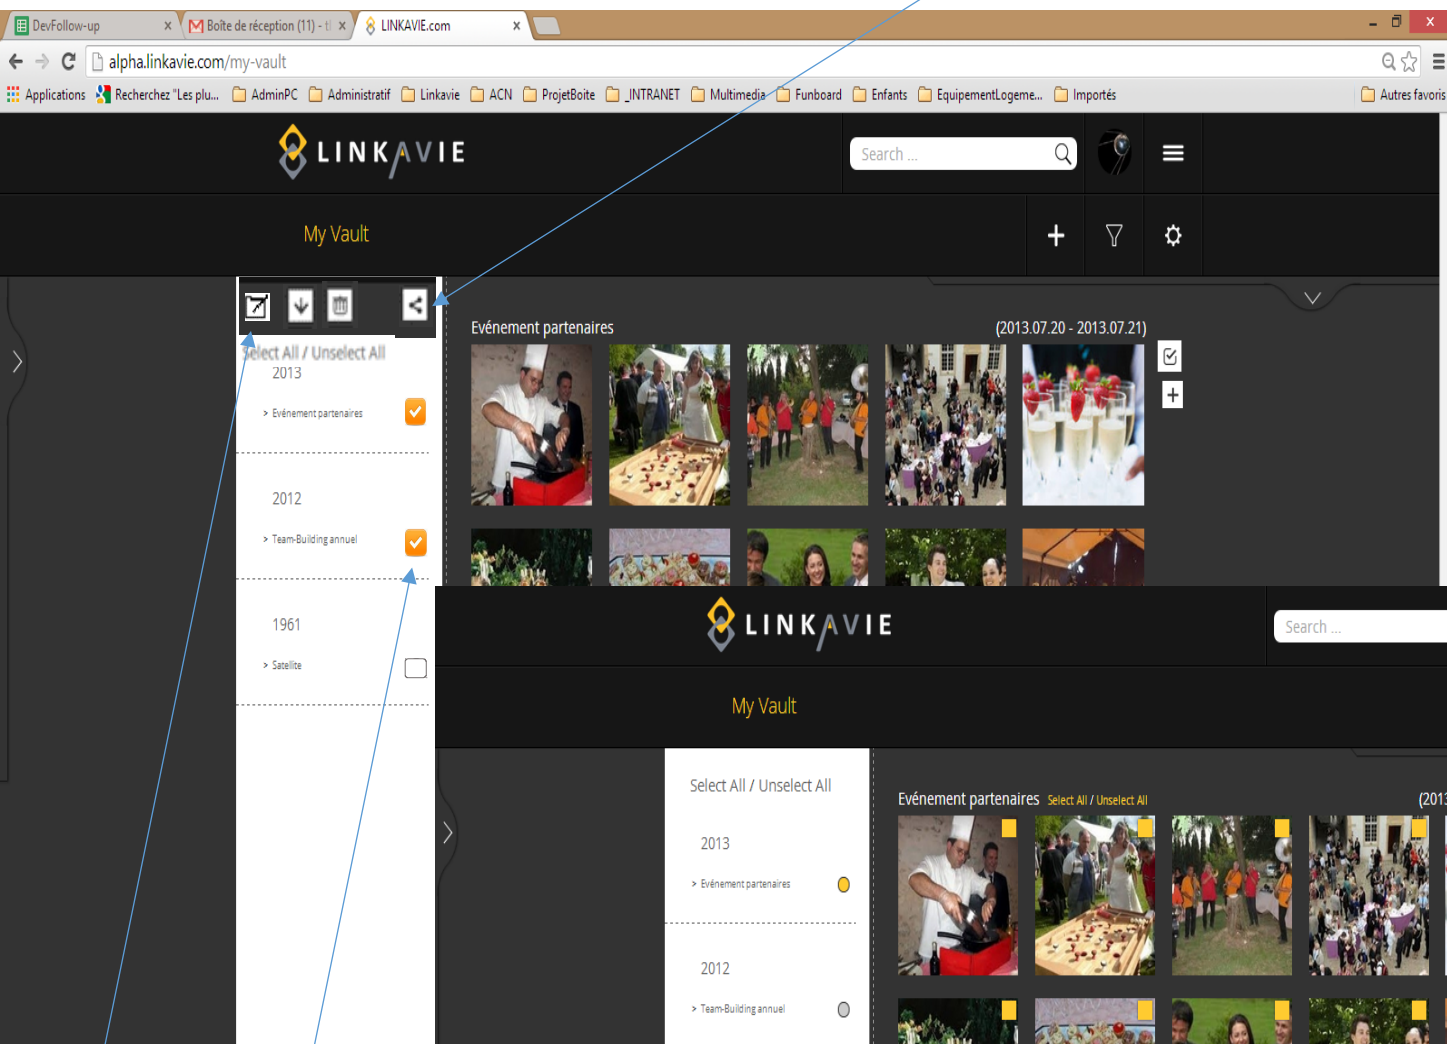 DevFollow-up
Boîte de réception (11) - t
LINKAVIE.com
alpha.linkavie.com/my-vault
Applications
Recherchez "Les plu...
AdminPC
Administratif
Linkavie
ACN
ProjetBoite
_INTRANET
Multimedia
Funboard
Enfants
EquipementLogeme...
Importés
Autres favoris
LINKAVIE
Search ...
My Vault
Select All / Unselect All
2013
> Evénement partenaires
2012
> Team-Building annuel
1961
> Satellite
Evénement partenaires (2013.07.20 - 2013.07.21)
LINKAVIE
Search ...
My Vault
Select All / Unselect All
2013
> Evénement partenaires
2012
> Team-Building annuel
Evénement partenaires Select All / Unselect All (2013